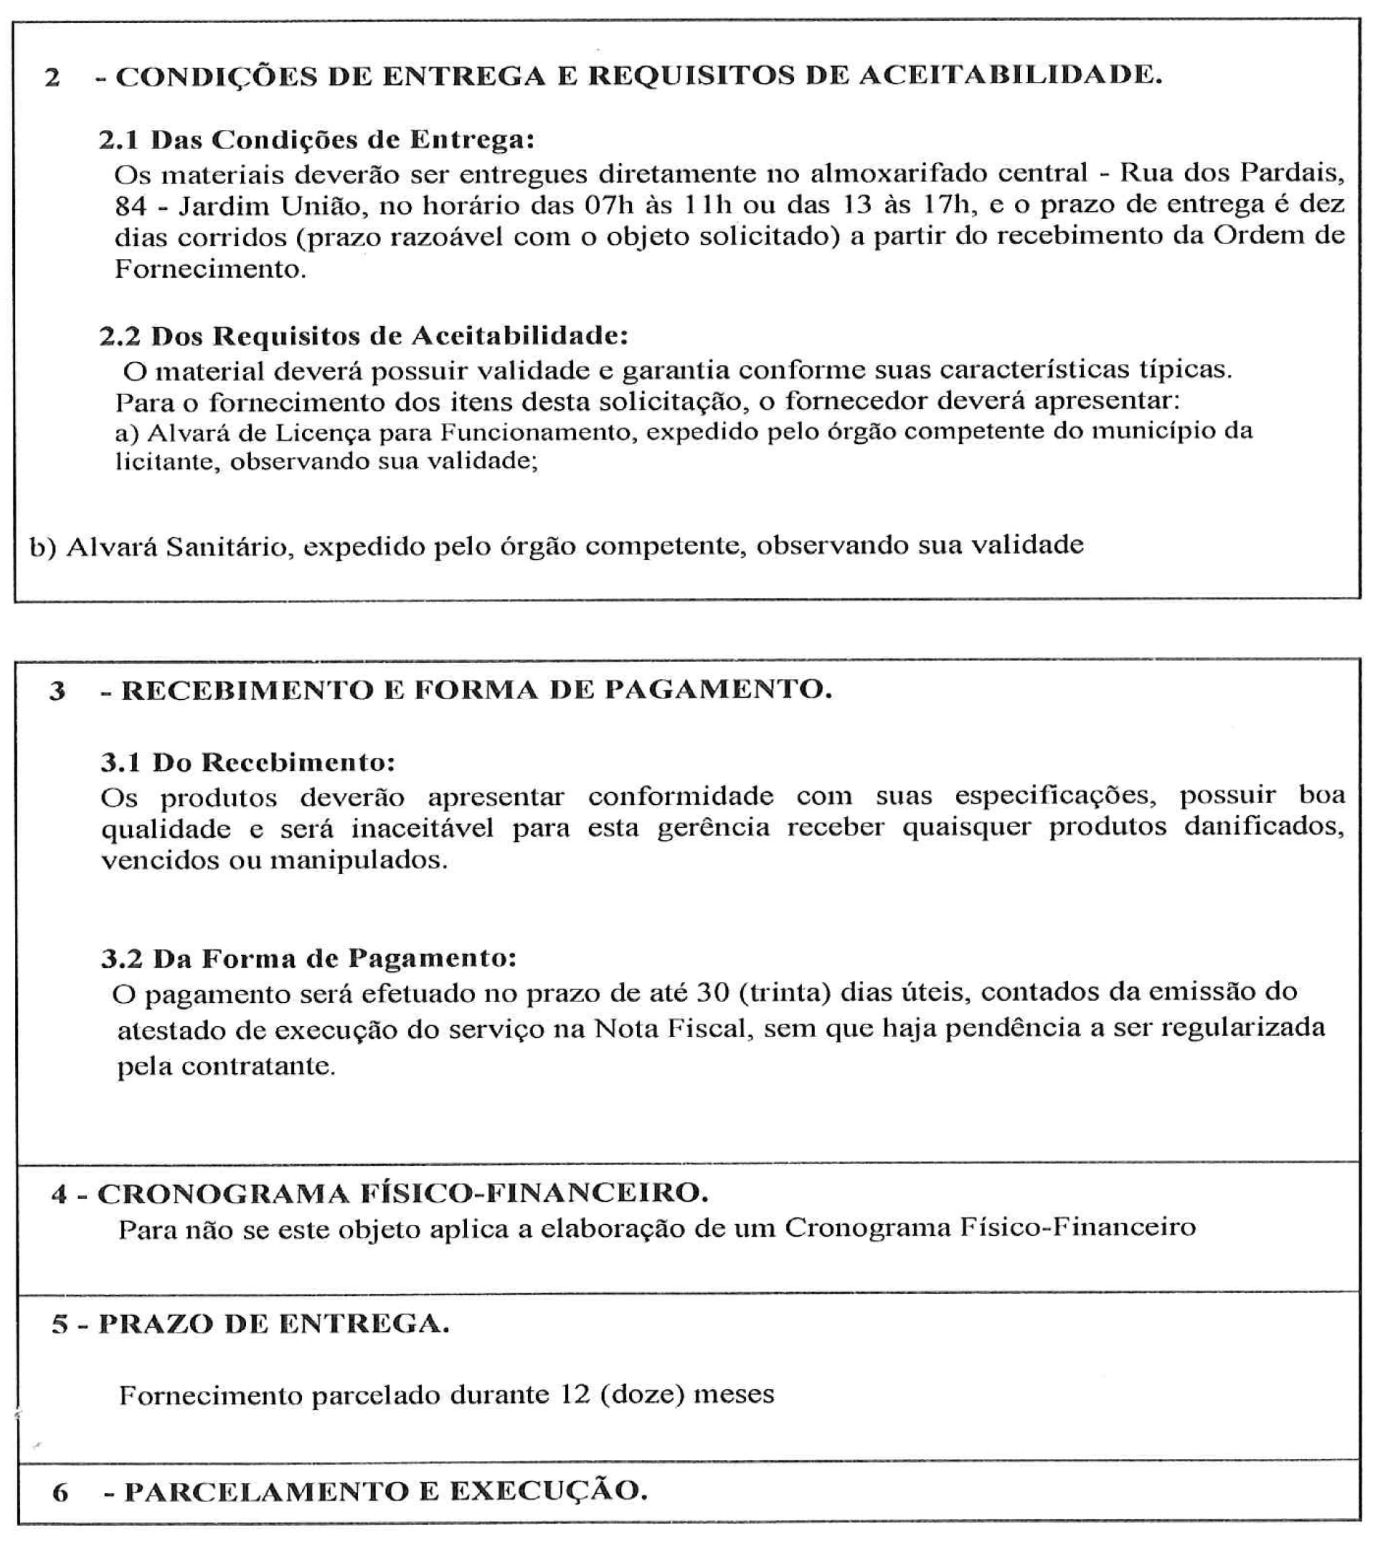 2 - CONDIÇÕES DE ENTREGA E REQUISITOS DE ACEITABILIDADE.
2.1 Das Condições de Entrega:
Os materiais deverão ser entregues diretamente no almoxarifado central - Rua dos Pardais,
84 - Jardim União, no horário das 07h às 11h ou das 13 às 17h, e o prazo de entrega é dez
dias corridos (prazo razoável com o objeto solicitado) a partir do recebimento da Ordem de
Fornecimento.
2.2 Dos Requisitos de Aceitabilidade:
O material deverá possuir validade e garantia conforme suas características típicas.
Para o fornecimento dos itens desta solicitação, o fornecedor deverá apresentar:
a) Alvará de Licença para Funcionamento, expedido pelo órgão competente do município da
licitante, observando sua validade;
b) Alvará Sanitário, expedido pelo órgão competente, observando sua validade
3 - RECEBIMENTO E FORMA DE PAGAMENTO.
3.1 Do Recebimento:
Os produtos deverão apresentar conformidade com suas especificações, possuir boa
qualidade e será inaceitável para esta gerência receber quaisquer produtos danificados,
vencidos ou manipulados.
3.2 Da Forma de Pagamento:
O pagamento será efetuado no prazo de até 30 (trinta) dias úteis, contados da emissão do
atestado de execução do serviço na Nota Fiscal, sem que haja pendência a ser regularizada
pela contratante.
4 - CRONOGRAMA FÍSICO-FINANCEIRO.
Para não se este objeto aplica a elaboração de um Cronograma Físico-Financeiro
5 - PRAZO DE ENTREGA.
Fornecimento parcelado durante 12 (doze) meses
6 - PARCELAMENTO E EXECUÇÃO.